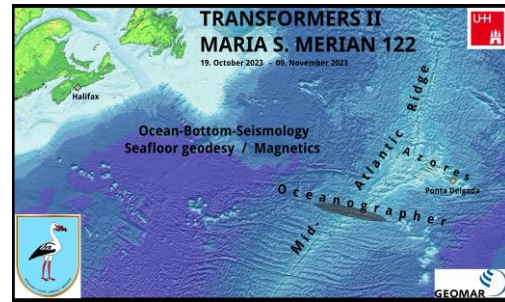 TRANSFORMERS II
MARIA S. MERIAN 122
19. October 2023 - 09. November 2023
UHH
Halifax
Ocean-Bottom-Seismology
Seafloor geodesy / Magnetics
Mid-Atlantic Ridge
Azores
Ponta Delgada
Oceanographer
GEOMAR